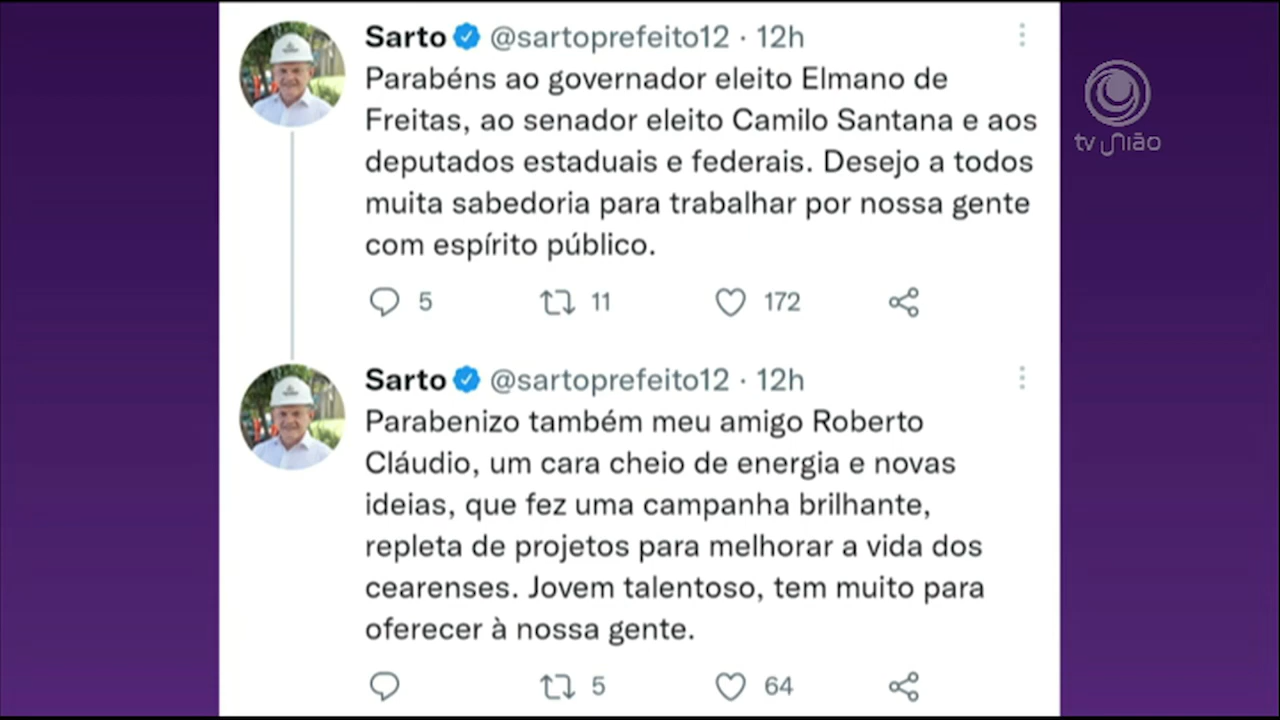 Sarto @sartoprefeito12 · 12h
Parabéns ao governador eleito Elmano de
Freitas, ao senador eleito Camilo Santana e aos
deputados estaduais e federais. Desejo a todos
muita sabedoria para trabalhar por nossa gente
com espírito público.
5 11 172
Sarto @sartoprefeito12 · 12h
Parabenizo também meu amigo Roberto
Cláudio, um cara cheio de energia e novas
ideias, que fez uma campanha brilhante,
repleta de projetos para melhorar a vida dos
cearenses. Jovem talentoso, tem muito para
oferecer à nossa gente.
5 64
tv União